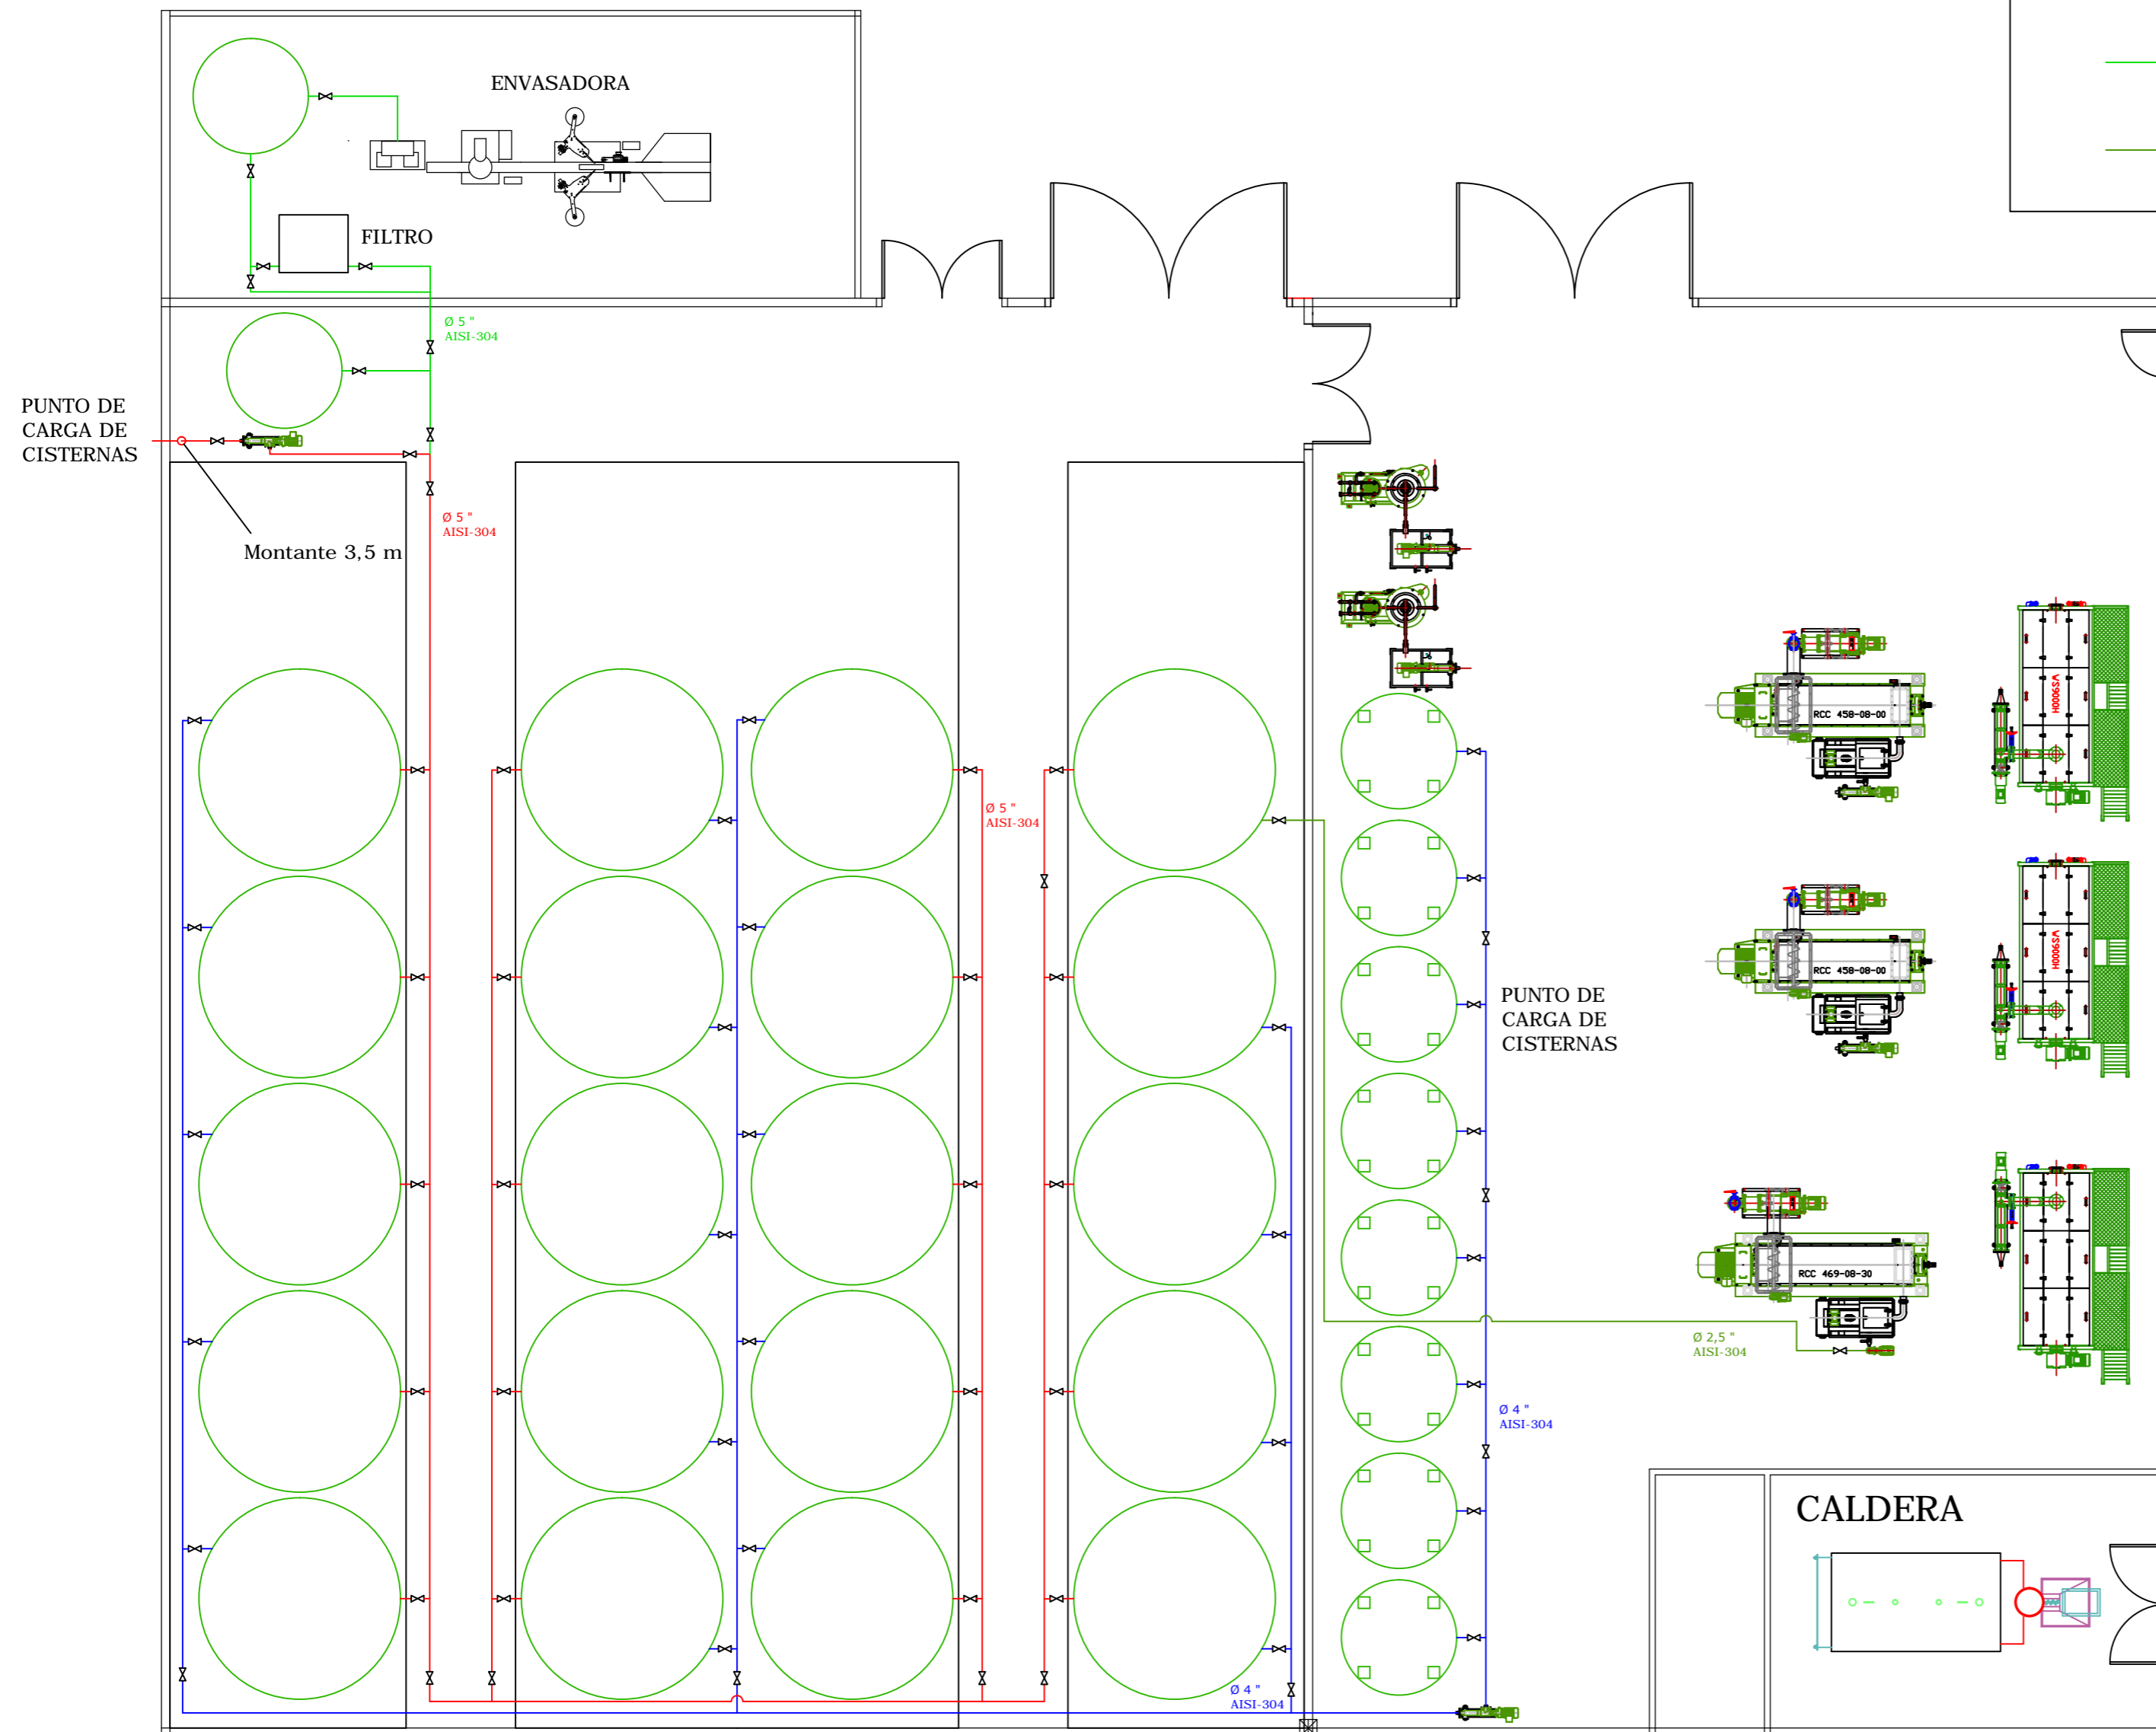 ENVASADORA
FILTRO
Ø 5 "
AISI-304
PUNTO DE
CARGA DE
CISTERNAS
Ø 5 "
AISI-304
Montante 3,5 m
Ø 5 "
AISI-304
RCC 458-08-00
VS900H
RCC 458-08-00
VS900H
PUNTO DE
CARGA DE
CISTERNAS
RCC 469-08-30
Ø 2,5 "
AISI-304
Ø 4 "
AISI-304
CALDERA
Ø 4 "
AISI-304